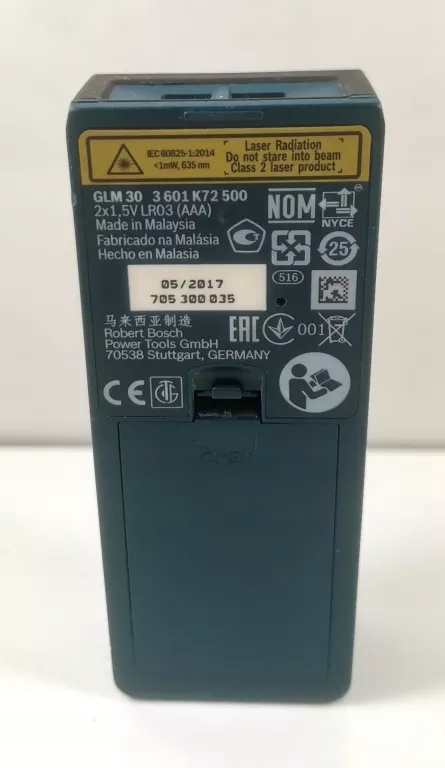 IEC 60825-1:2014
<1mW, 635 nm
Laser Radiation
Do not stare into beam
Class 2 laser product
GLM 30 3 601 K72 500
2x1,5V LR03 (AAA)
Made in Malaysia
Fabricado na Malásia
Hecho en Malasia
NOM
NYCE
25
516
05/2017
705 300 035
马来西亚制造
Robert Bosch
Power Tools GmbH
70538 Stuttgart, GERMANY
EAC
001
CE
OPEN